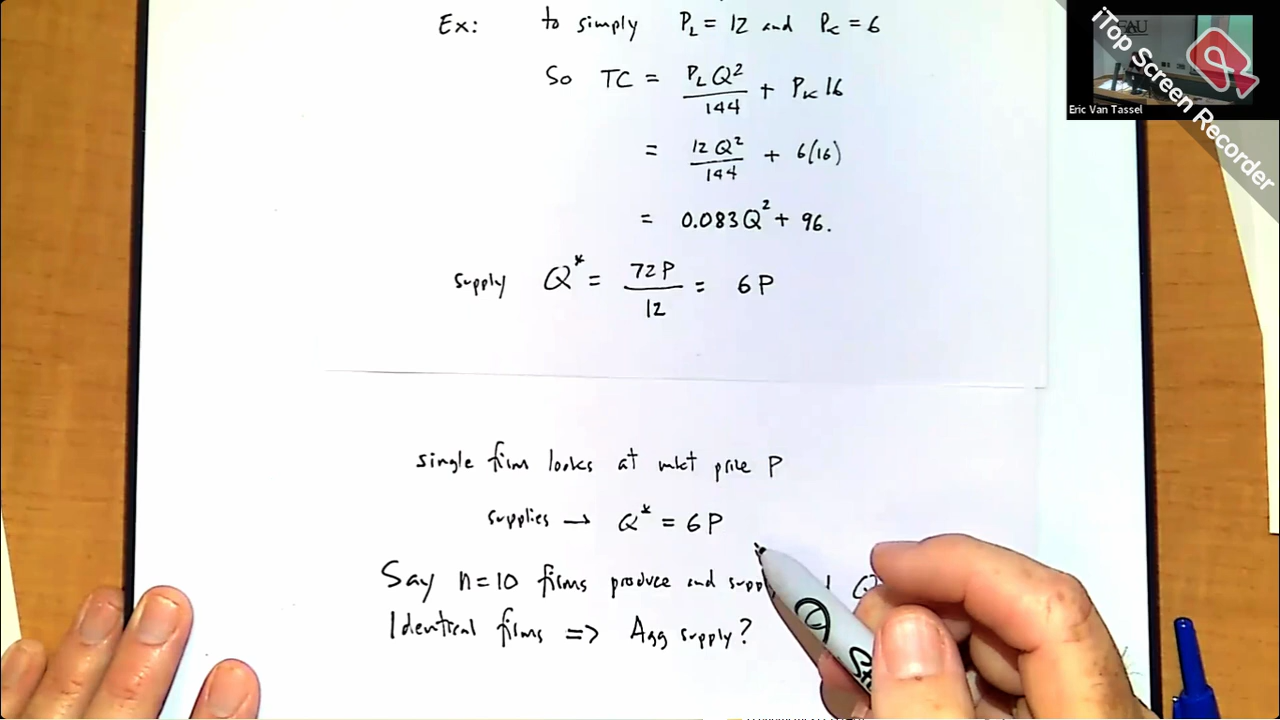 Ex: to simply P_L = 12 and P_K = 6
So TC = P_L Q² / 144 + P_K 16
= 12 Q² / 144 + 6(16)
= 0.083Q² + 96.
supply Q* = 72P / 12 = 6P
single firm looks at mkt price P
supplies → Q* = 6P
Say n=10 firms produce and supp
Identical firms => Agg supply?
iTop Screen Recorder
FAU
Eric Van Tassel